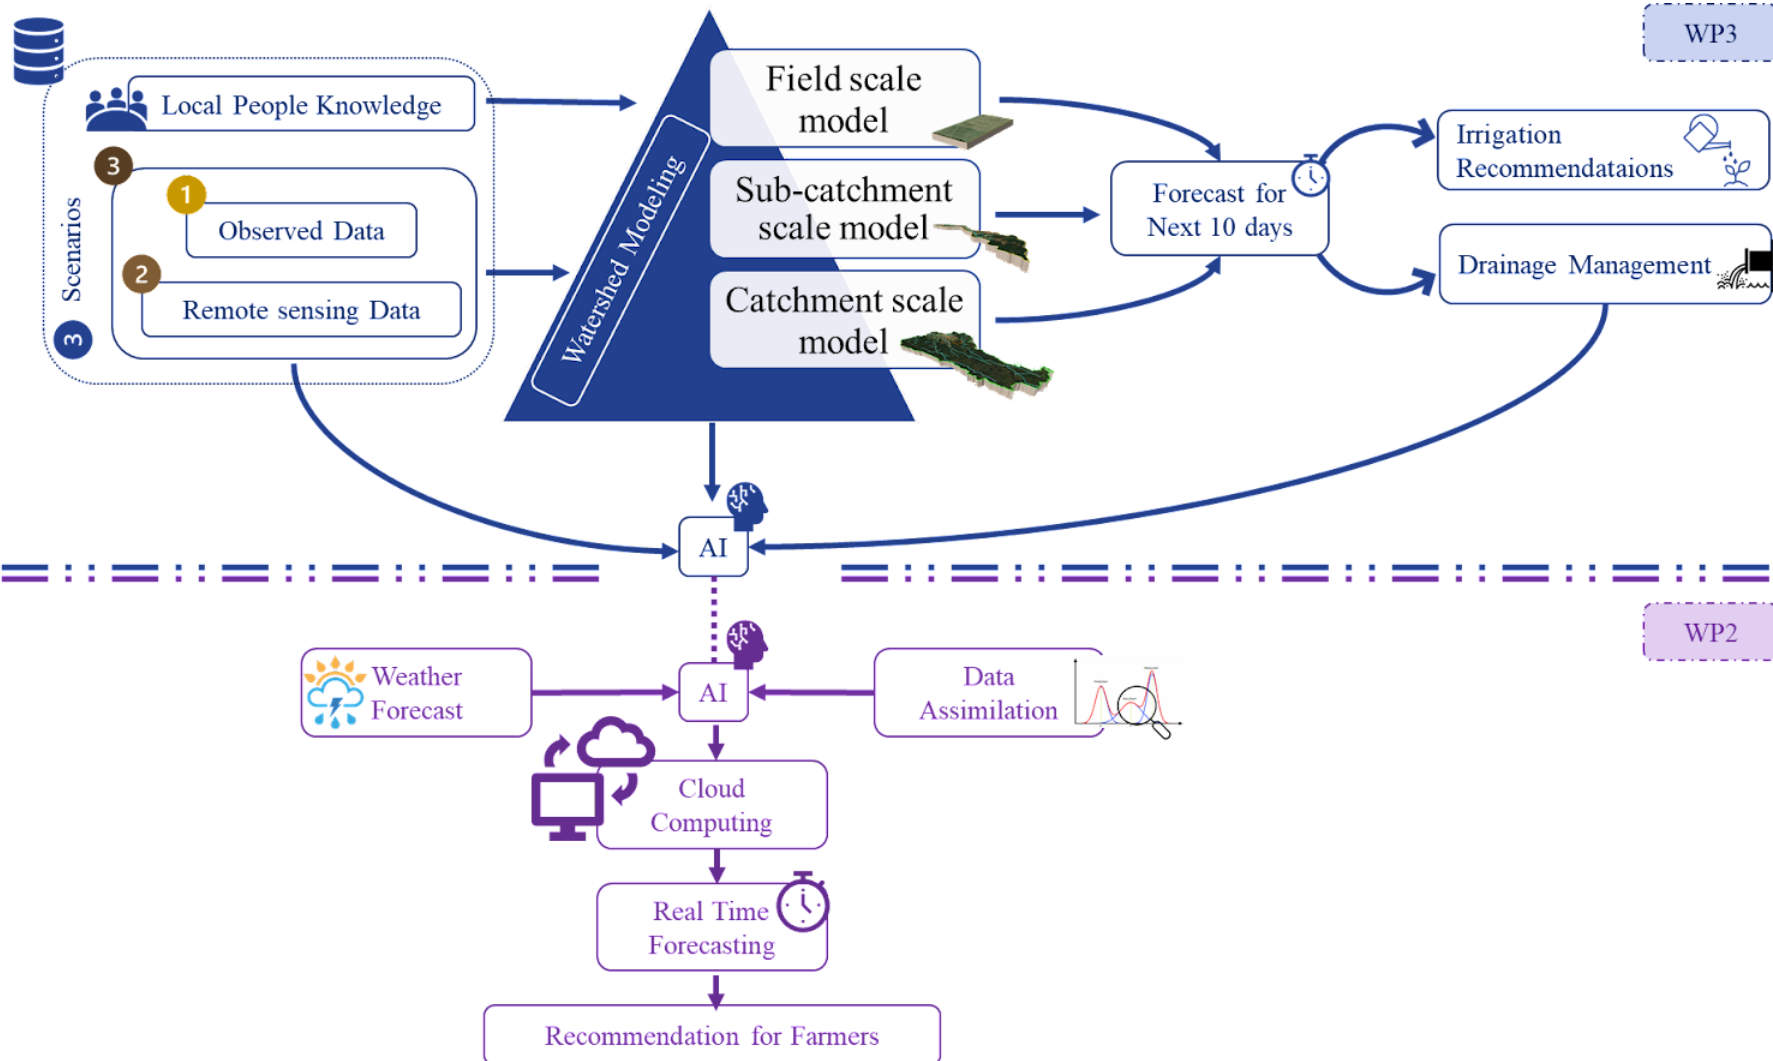 WP3
Local People Knowledge
3
1
Observed Data
2
Remote sensing Data
Scenarios
3
Watershed Modeling
Field scale
model
Sub-catchment
scale model
Catchment scale
model
Forecast for
Next 10 days
Irrigation
Recommendataions
Drainage Management
AI
WP2
Weather
Forecast
AI
Data
Assimilation
Cloud
Computing
Real Time
Forecasting
Recommendation for Farmers